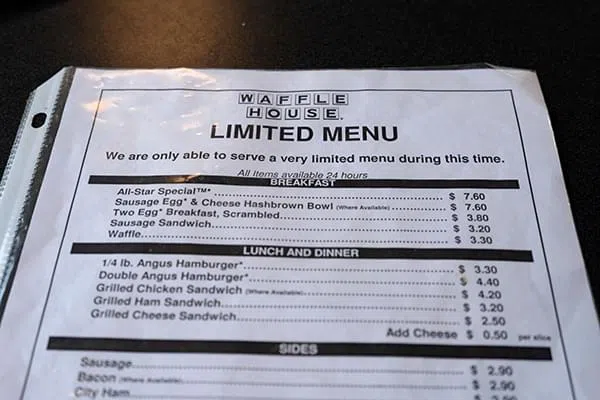 WAFFLE
HOUSE®
LIMITED MENU
We are only able to serve a very limited menu during this time.
All Items available 24 hours
BREAKFAST
All-Star Special™* $ 7.60
Sausage Egg* & Cheese Hashbrown Bowl (Where Available) $ 7.60
Two Egg* Breakfast, Scrambled $ 3.80
Sausage Sandwich $ 3.20
Waffle $ 3.30
LUNCH AND DINNER
1/4 lb. Angus Hamburger* $ 3.30
Double Angus Hamburger* $ 4.40
Grilled Chicken Sandwich (Where Available) $ 4.20
Grilled Ham Sandwich $ 3.20
Grilled Cheese Sandwich $ 2.50
Add Cheese $ 0.50 per slice
SIDES
Sausage $ 2.90
Bacon (Where Available) $ 2.90
City Ham